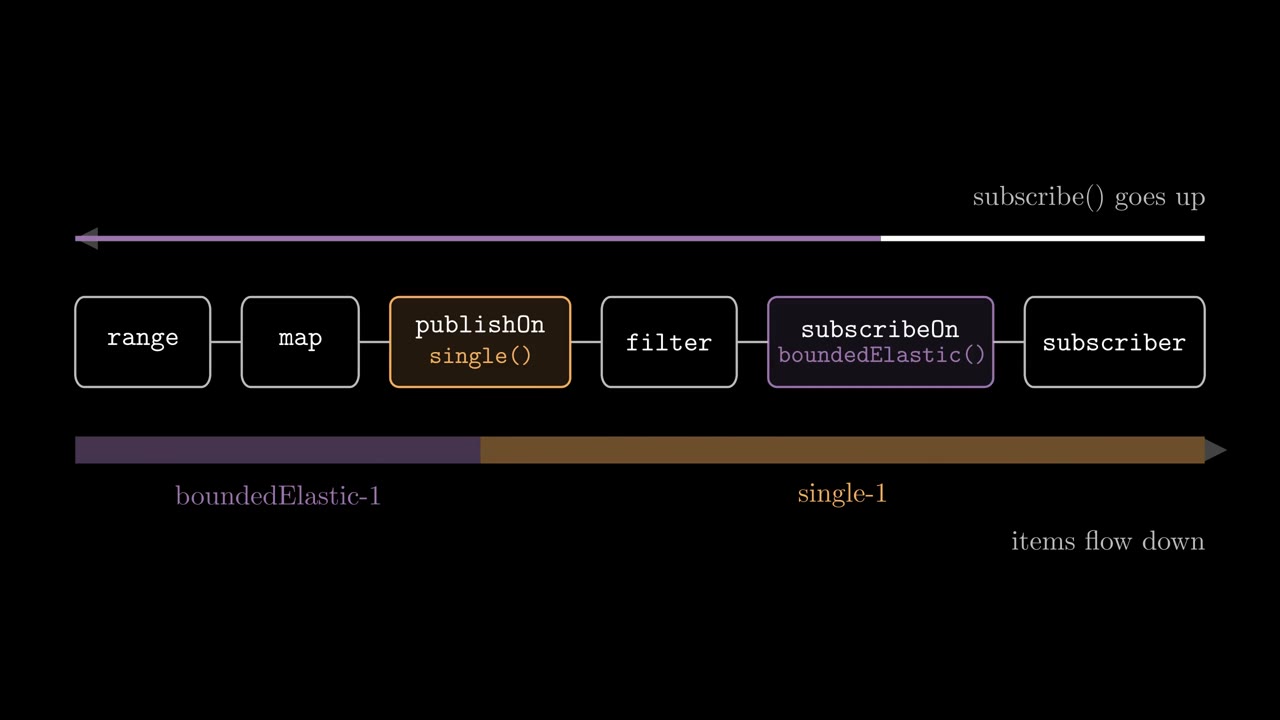 subscribe() goes up
range
map
publishOn
single()
filter
subscribeOn
boundedElastic()
subscriber
boundedElastic-1
single-1
items flow down